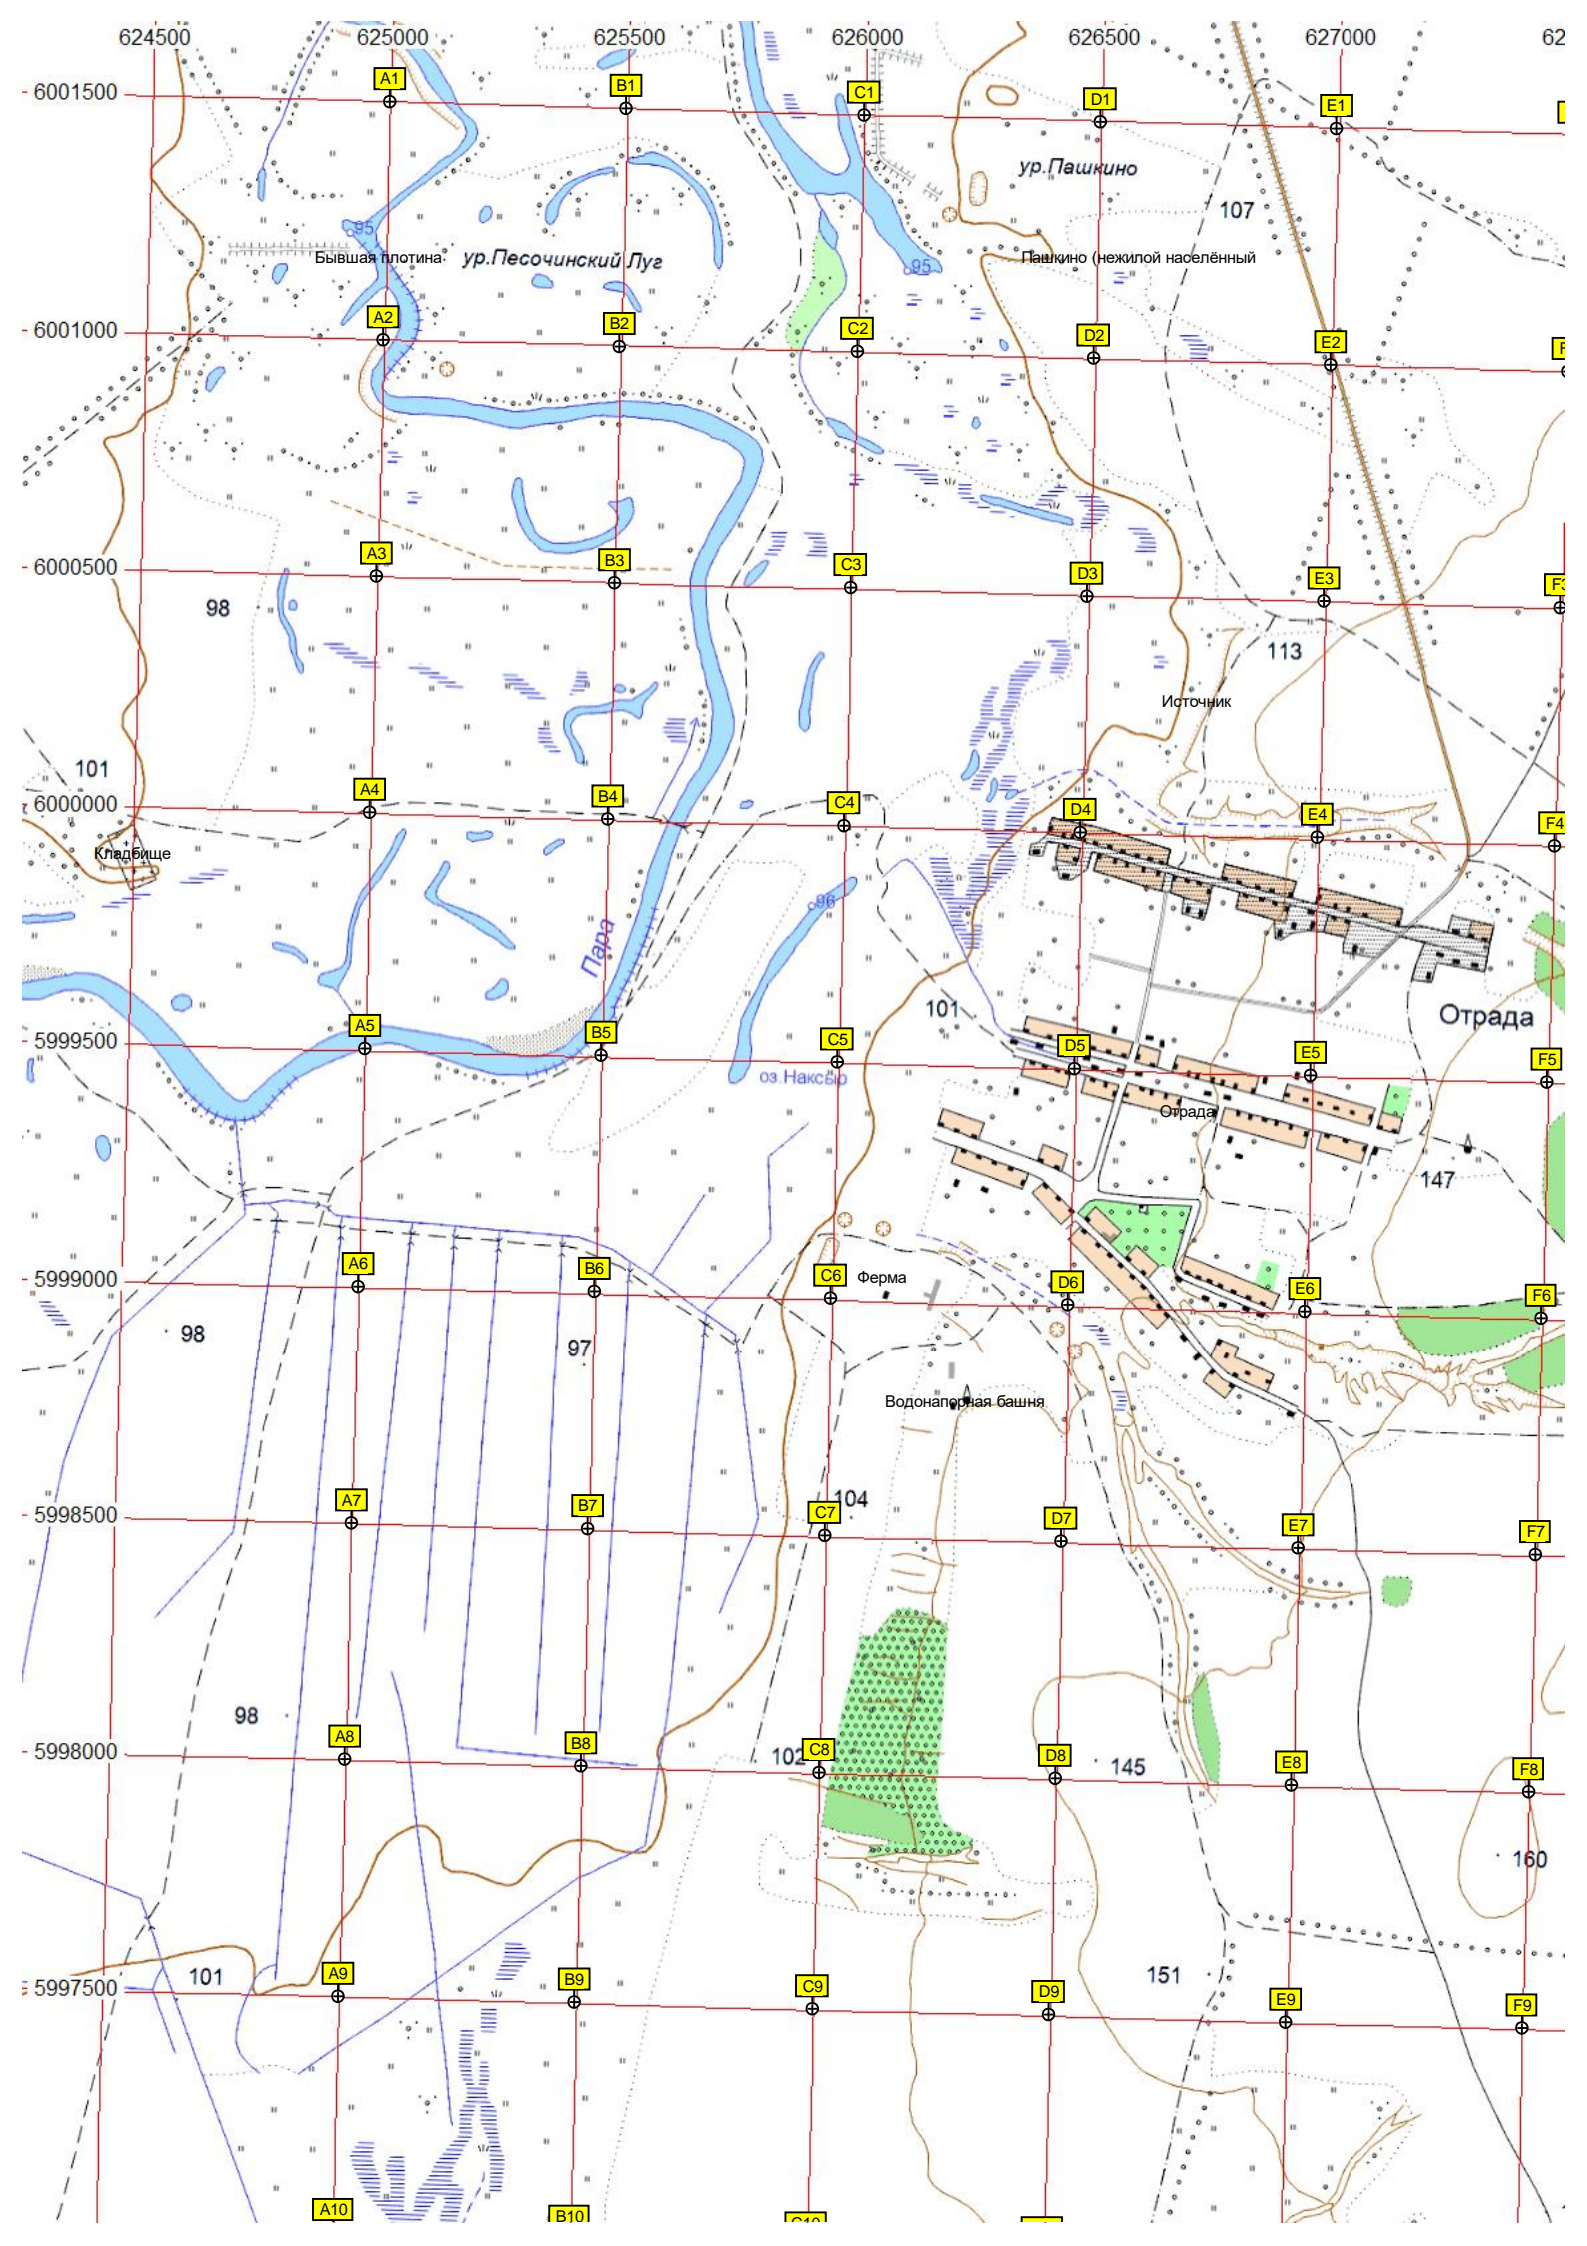 624500 625000 625500 626000 626500 627000 62
6001500 A1 B1 C1 D1 E1
ур.Пашкино
107
95
Бывшая плотина ур.Песочинский Луг
95
Пашкино (нежилой населённый
6001000 A2 B2 C2 D2 E2 F
6000500 A3 B3 C3 D3 E3 F3
98
113
Источник
101
6000000 A4 B4 C4 D4 E4 F4
Кладбище
96
Пара
101
Отрада
5999500 A5 B5 C5 D5 E5 F5
оз.Наксыр
Отрада
147
5999000 A6 B6 C6 D6 E6 F6
Ферма
98
97
Водонапорная башня
104
5998500 A7 B7 C7 D7 E7 F7
98
5998000 A8 B8 C8 D8 E8 F8
102
145
160
101
151
5997500 A9 B9 C9 D9 E9 F9
A10 B10 C10